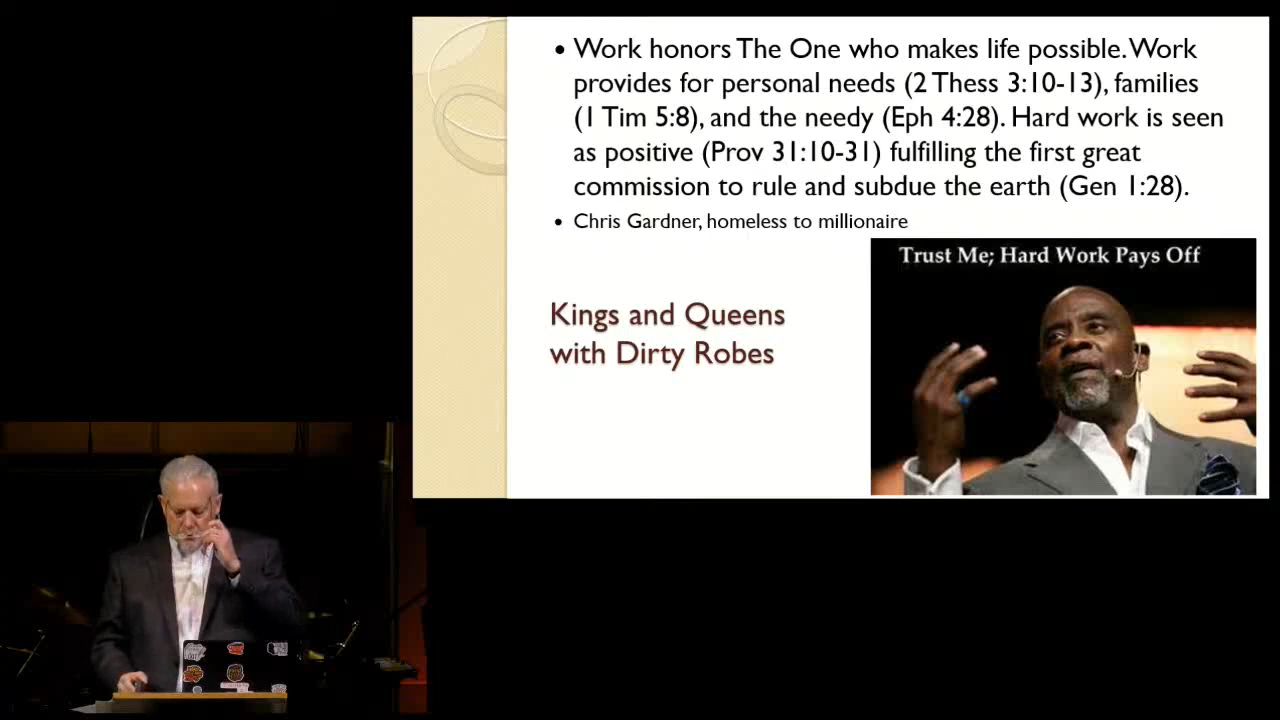 • Work honors The One who makes life possible. Work
provides for personal needs (2 Thess 3:10-13), families
(1 Tim 5:8), and the needy (Eph 4:28). Hard work is seen
as positive (Prov 31:10-31) fulfilling the first great
commission to rule and subdue the earth (Gen 1:28).
• Chris Gardner, homeless to millionaire
Trust Me; Hard Work Pays Off
Kings and Queens
with Dirty Robes